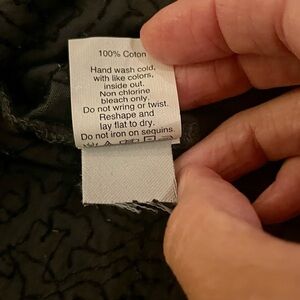 100% Coton
Hand wash cold,
with like colors,
inside out.
Non chlorine
bleach only.
Do not wring or twist.
Reshape and
lay flat to dry.
Do not iron on sequins.